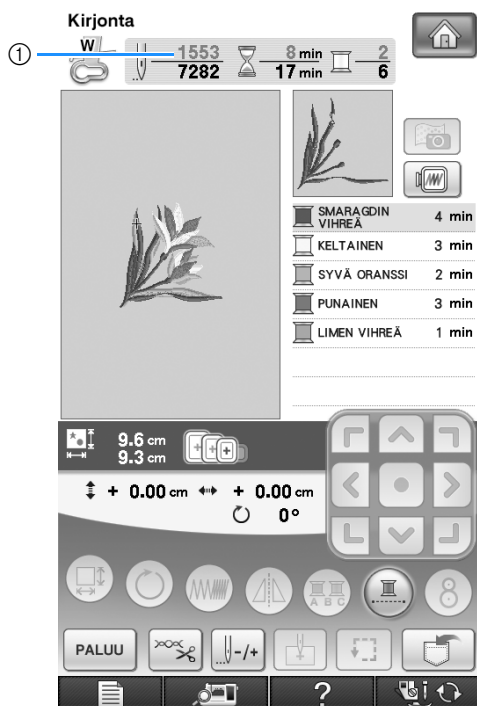 Kirjonta
①
W
1553
8 min
2
7282
17 min
6
SMARAGDIN VIHREÄ 4 min
KELTAINEN 3 min
SYVÄ ORANSSI 2 min
PUNAINEN 3 min
LIMEN VIHREÄ 1 min
9.6 cm
9.3 cm
+ 0.00 cm + 0.00 cm
0°
A B C
8
PALUU
-/+
?